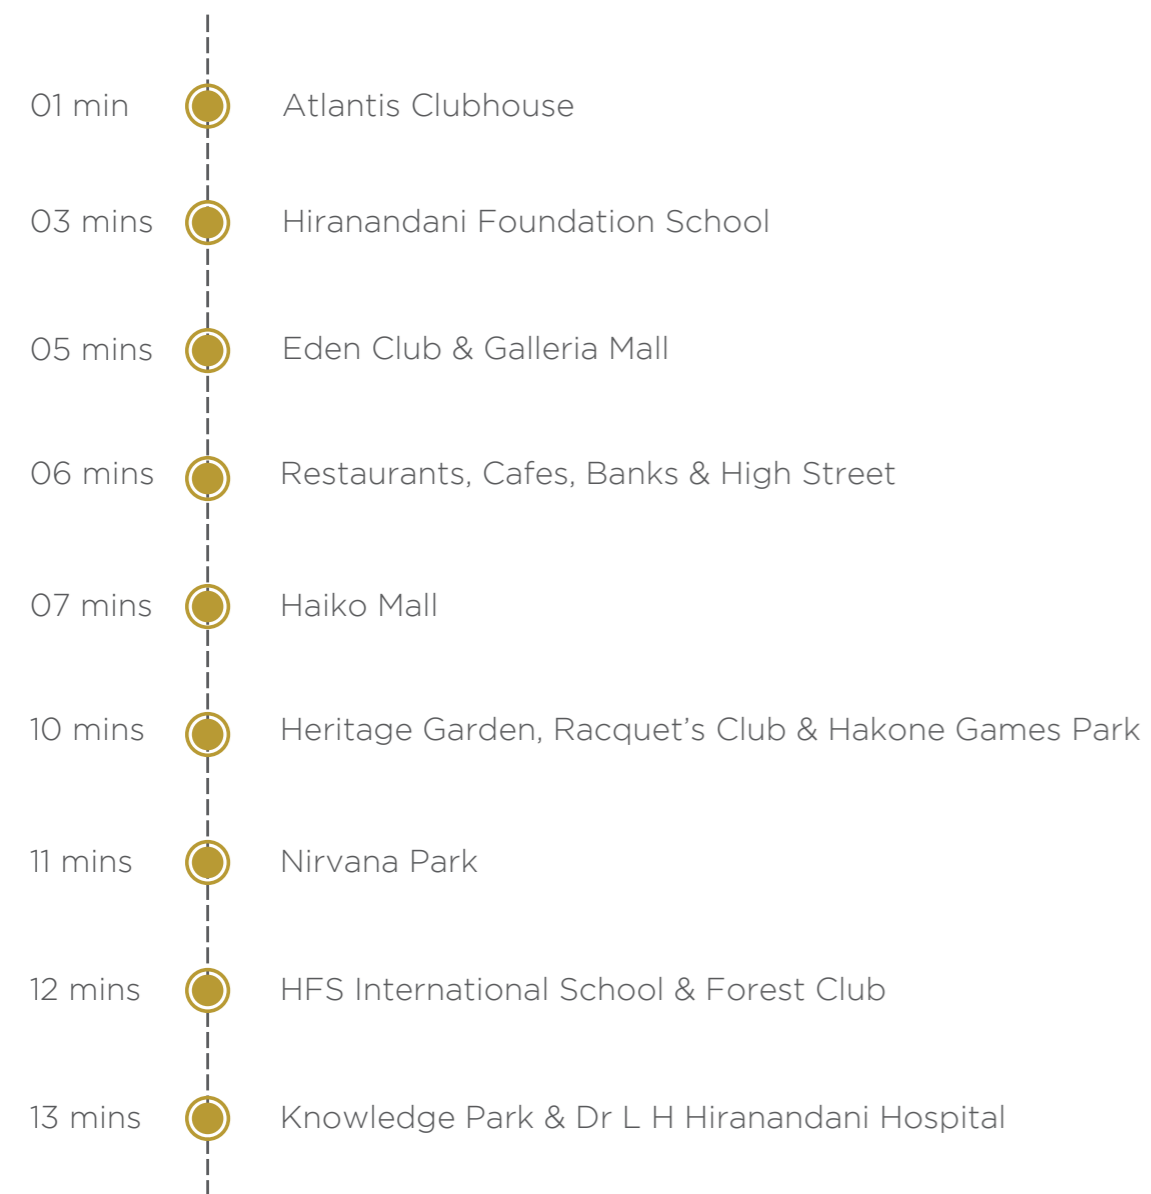 01 min Atlantis Clubhouse
03 mins Hiranandani Foundation School
05 mins Eden Club & Galleria Mall
06 mins Restaurants, Cafes, Banks & High Street
07 mins Haiko Mall
10 mins Heritage Garden, Racquet’s Club & Hakone Games Park
11 mins Nirvana Park
12 mins HFS International School & Forest Club
13 mins Knowledge Park & Dr L H Hiranandani Hospital